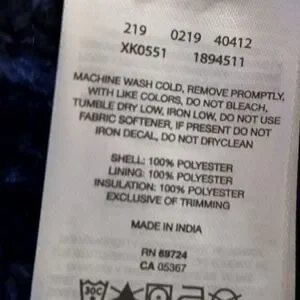 219 0219 40412
XK0551 1894511
MACHINE WASH COLD, REMOVE PROMPTLY,
WITH LIKE COLORS, DO NOT BLEACH,
TUMBLE DRY LOW, IRON LOW, DO NOT USE
FABRIC SOFTENER, IF PRESENT DO NOT
IRON DECAL, DO NOT DRYCLEAN
SHELL: 100% POLYESTER
LINING: 100% POLYESTER
INSULATION: 100% POLYESTER
EXCLUSIVE OF TRIMMING
MADE IN INDIA
RN 69724
CA 05367
30C